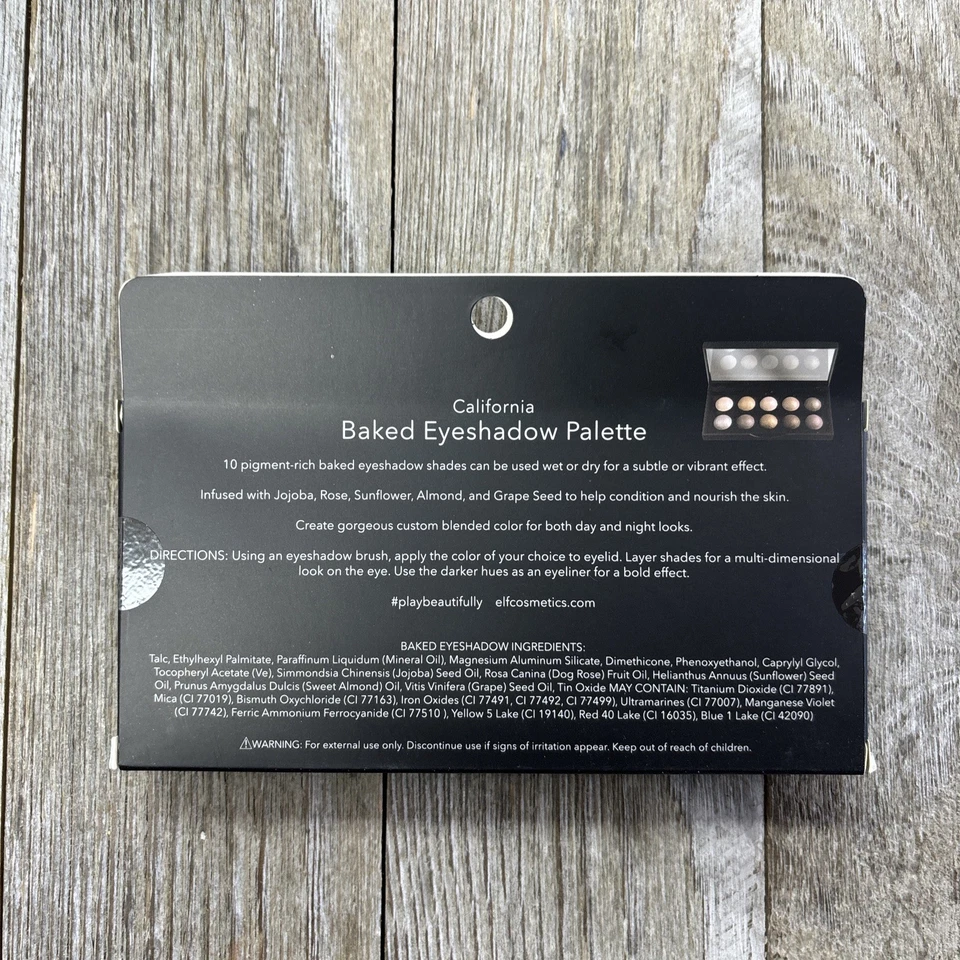 California
Baked Eyeshadow Palette
10 pigment-rich baked eyeshadow shades can be used wet or dry for a subtle or vibrant effect.
Infused with Jojoba, Rose, Sunflower, Almond, and Grape Seed to help condition and nourish the skin.
Create gorgeous custom blended color for both day and night looks.
DIRECTIONS: Using an eyeshadow brush, apply the color of your choice to eyelid. Layer shades for a multi-dimensional
look on the eye. Use the darker hues as an eyeliner for a bold effect.
#playbeautifully elfcosmetics.com
BAKED EYESHADOW INGREDIENTS:
Talc, Ethylhexyl Palmitate, Paraffinum Liquidum (Mineral Oil), Magnesium Aluminum Silicate, Dimethicone, Phenoxyethanol, Caprylyl Glycol,
Tocopheryl Acetate (Ve), Simmondsia Chinensis (Jojoba) Seed Oil, Rosa Canina (Dog Rose) Fruit Oil, Helianthus Annuus (Sunflower) Seed
Oil, Prunus Amygdalus Dulcis (Sweet Almond) Oil, Vitis Vinifera (Grape) Seed Oil, Tin Oxide MAY CONTAIN: Titanium Dioxide (CI 77891),
Mica (CI 77019), Bismuth Oxychloride (CI 77163), Iron Oxides (CI 77491, CI 77492, CI 77499), Ultramarines (CI 77007), Manganese Violet
(CI 77742), Ferric Ammonium Ferrocyanide (CI 77510 ), Yellow 5 Lake (CI 19140), Red 40 Lake (CI 16035), Blue 1 Lake (CI 42090)
⚠WARNING: For external use only. Discontinue use if signs of irritation appear. Keep out of reach of children.